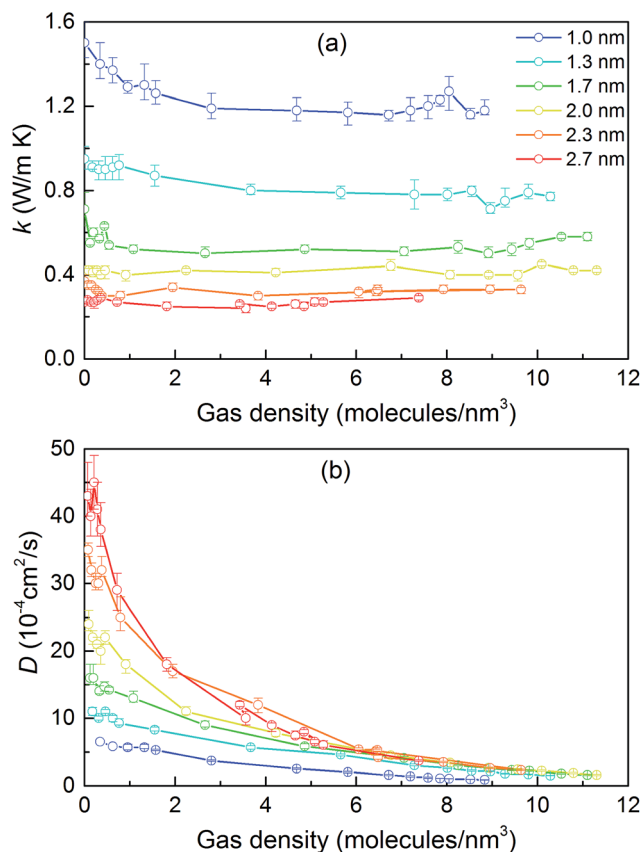 (a)
1.0 nm
1.3 nm
1.7 nm
2.0 nm
2.3 nm
2.7 nm
k (W/m K)
1.6
1.2
0.8
0.4
0.0
0 2 4 6 8 10 12
Gas density (molecules/nm³)
(b)
D (10⁻⁴cm²/s)
50
40
30
20
10
0
0 2 4 6 8 10 12
Gas density (molecules/nm³)